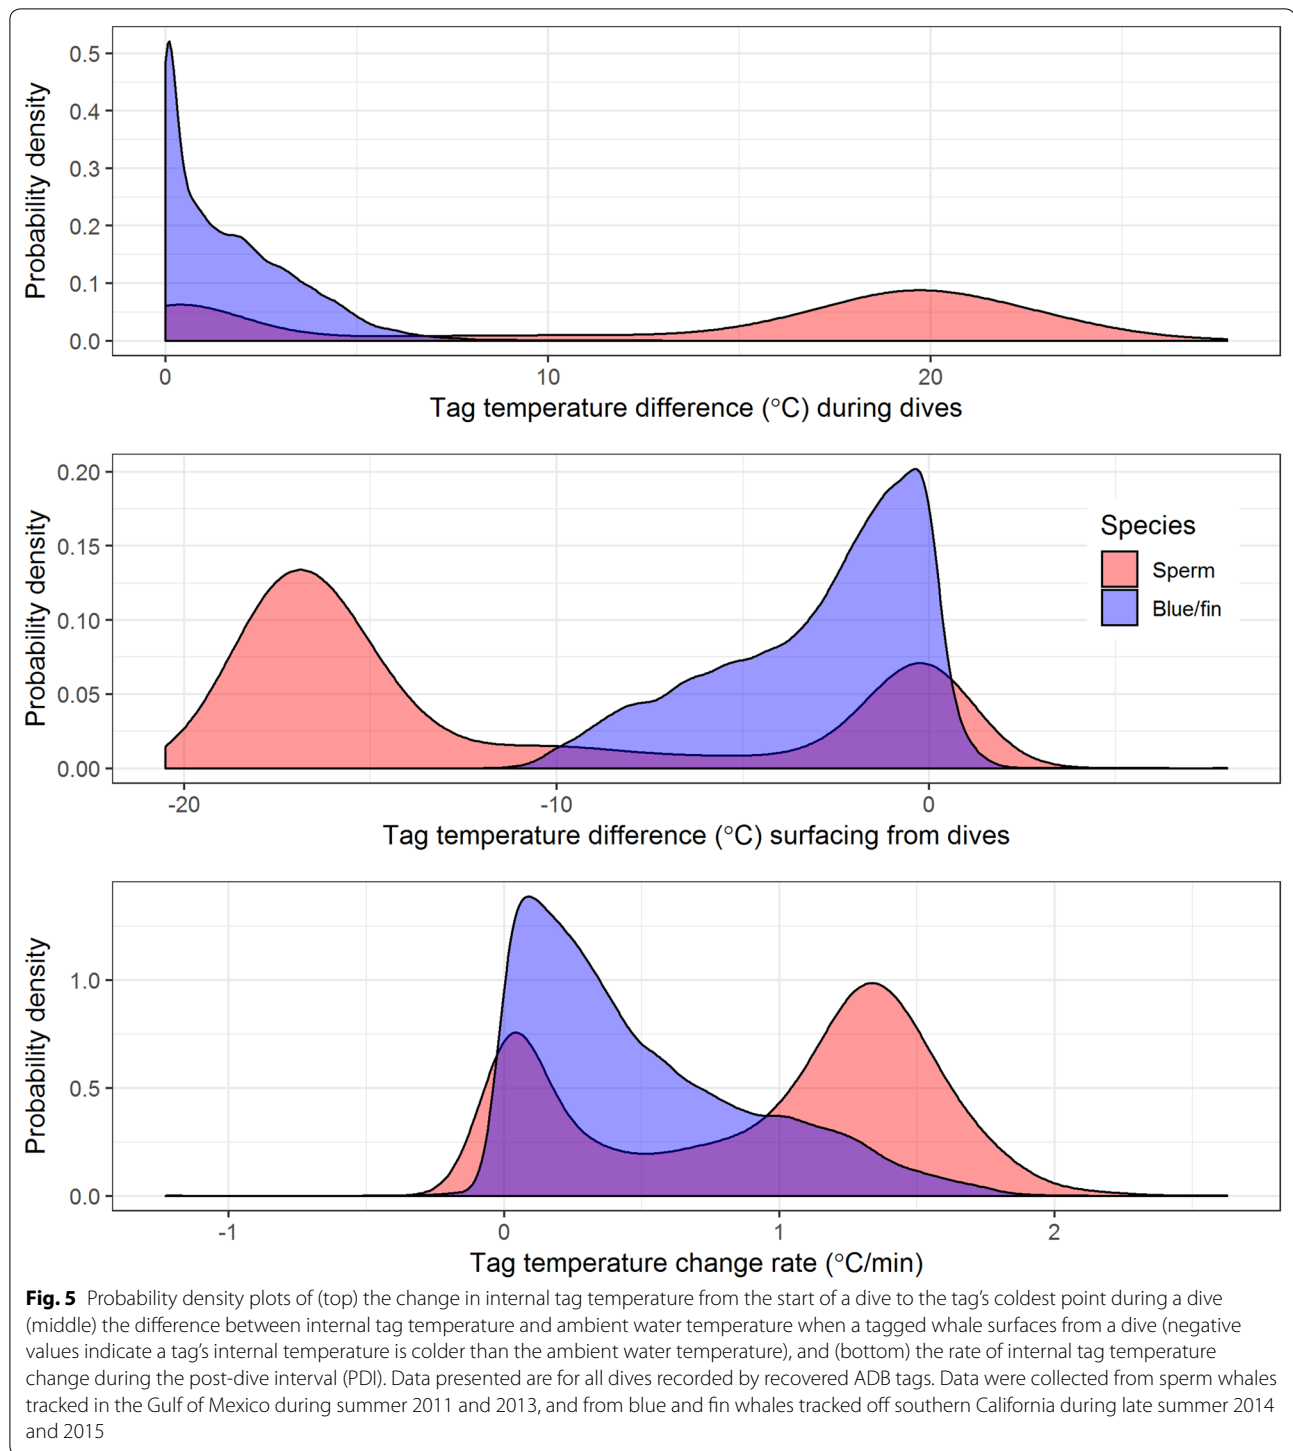 Probability density
0.5
0.4
0.3
0.2
0.1
0.0
0
10
20
Tag temperature difference (°C) during dives
Probability density
0.20
0.15
0.10
0.05
0.00
Species
Sperm
Blue/fin
-20
-10
0
Tag temperature difference (°C) surfacing from dives
Probability density
1.0
0.5
0.0
-1
0
1
2
Tag temperature change rate (°C/min)
Fig. 5 Probability density plots of (top) the change in internal tag temperature from the start of a dive to the tag’s coldest point during a dive
(middle) the difference between internal tag temperature and ambient water temperature when a tagged whale surfaces from a dive (negative
values indicate a tag’s internal temperature is colder than the ambient water temperature), and (bottom) the rate of internal tag temperature
change during the post-dive interval (PDI). Data presented are for all dives recorded by recovered ADB tags. Data were collected from sperm whales
tracked in the Gulf of Mexico during summer 2011 and 2013, and from blue and fin whales tracked off southern California during late summer 2014
and 2015